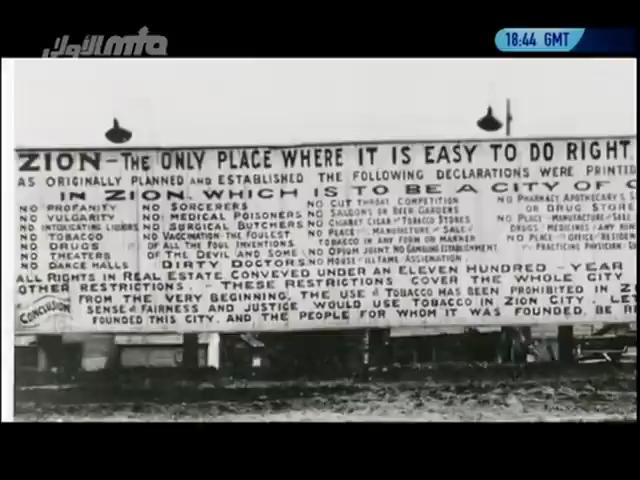 mta الأولى
18:44 GMT
ZION - THE ONLY PLACE WHERE IT IS EASY TO DO RIGHT.
AS ORIGINALLY PLANNED AND ESTABLISHED THE FOLLOWING DECLARATIONS WERE PRINTED
IN ZION, WHICH IS TO BE A CITY OF
NO PROFANITY
NO VULGARITY
NO INTOXICATING LIQUORS
NO TOBACCO
NO DRUGS
NO THEATERS
NO DANCE HALLS
NO SORCERERS
NO MEDICAL POISONERS
NO SURGICAL BUTCHERS
NO VACCINATION THE FOULEST
OF ALL THE FOUL INVENTIONS
OF THE DEVIL AND SOME
DIRTY DOCTORS
NO CUT THROAT COMPETITION
NO SALOONS OR BEER GARDENS
NO CIGARET CIGAR OR TOBACCO STORES
NO PLACE FOR MANUFACTURE OR SALE OF
TOBACCO IN ANY FORM OR MANNER
NO OPIUM JOINT NO GAMBLING ESTABLISHMENT
NO HOUSE OF ILLFAME ASSIGNATION
NO PHARMACY APOTHECARY'S S
OR DRUG STORE
NO PLACE MANUFACTURE OR SALE
DRUGS MEDICINES ANY
NO PLACE OFFICE RESIDEN
PRACTICING PHYSICIAN
ALL RIGHTS IN REAL ESTATE CONVEYED UNDER AN ELEVEN HUNDRED YEAR
OTHER RESTRICTIONS. - THESE RESTRICTIONS COVER THE WHOLE CITY
CONCLUSION
FROM THE VERY BEGINNING, THE USE OF TOBACCO HAS BEEN PROHIBITED IN Z
SENSE OF FAIRNESS AND JUSTICE WOULD USE TOBACCO IN ZION CITY. LE
FOUNDED THIS CITY, AND THE PEOPLE FOR WHOM IT WAS FOUNDED, BE R